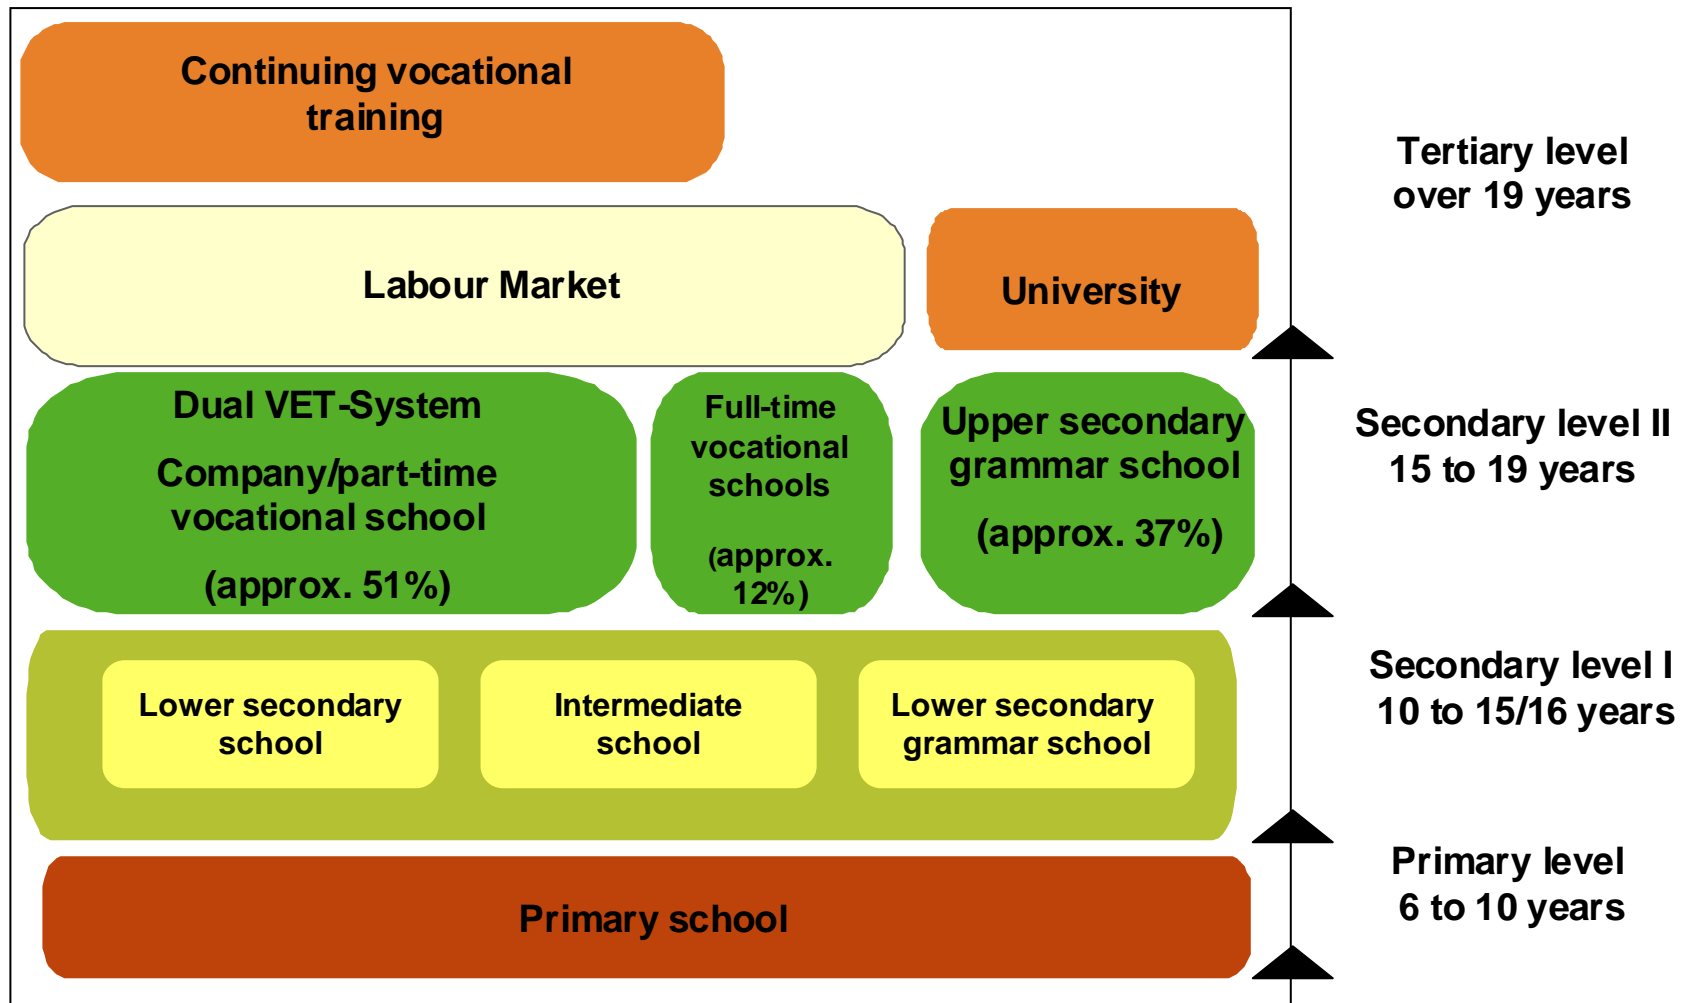 Continuing vocational
training
Tertiary level
over 19 years
Labour Market
University
Dual VET-System
Company/part-time
vocational school
(approx. 51%)
Full-time
vocational
schools
(approx.
12%)
Upper secondary
grammar school
(approx. 37%)
Secondary level II
15 to 19 years
Lower secondary
school
Intermediate
school
Lower secondary
grammar school
Secondary level I
10 to 15/16 years
Primary school
Primary level
6 to 10 years